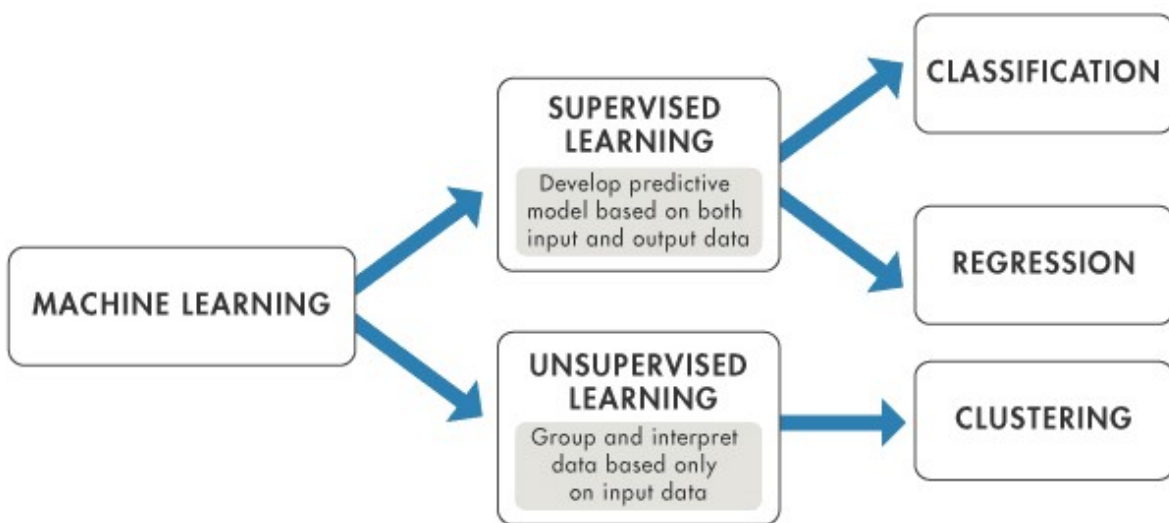 MACHINE LEARNING
SUPERVISED
LEARNING
Develop predictive
model based on both
input and output data
UNSUPERVISED
LEARNING
Group and interpret
data based only
on input data
CLASSIFICATION
REGRESSION
CLUSTERING